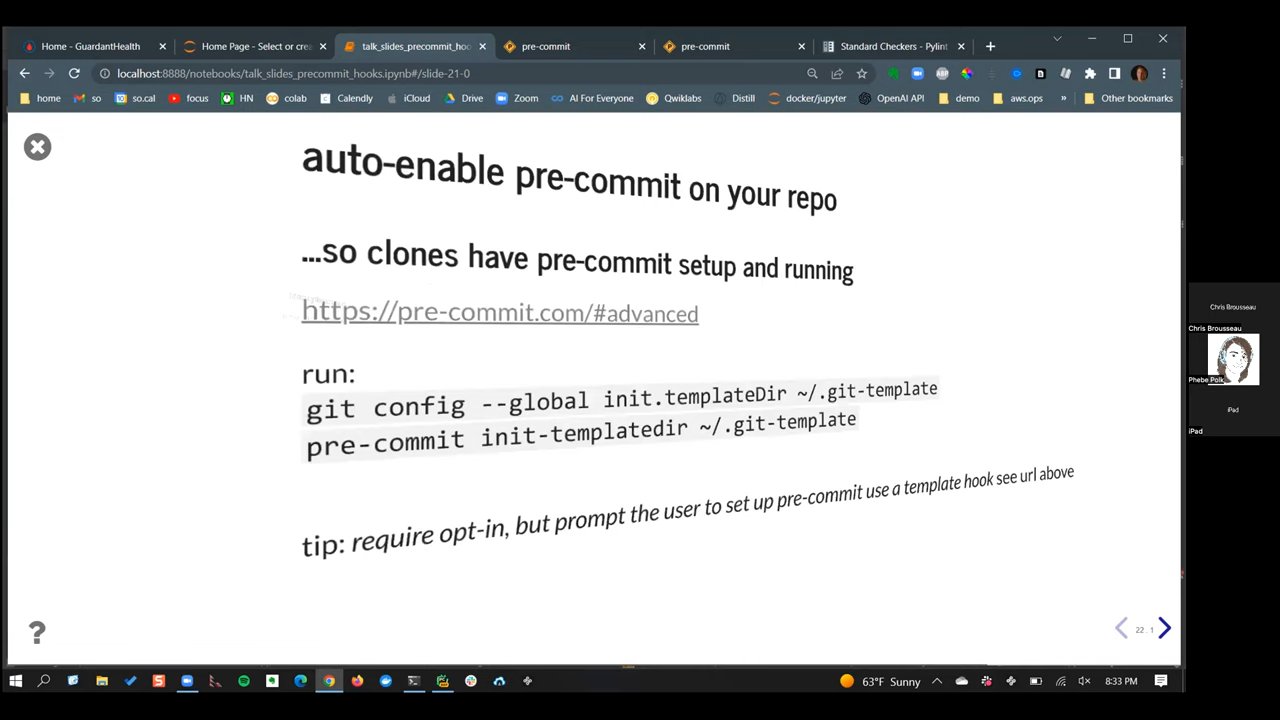 Home - GuardantHealth
Home Page - Select or crea
talk_slides_precommit_hoo
pre-commit
pre-commit
Standard Checkers - Pylint
localhost:8888/notebooks/talk_slides_precommit_hooks.ipynb#/slide-21-0
home
so
so.cal
focus
HN
colab
Calendly
iCloud
Drive
Zoom
AI For Everyone
Qwiklabs
Distill
docker/jupyter
OpenAI API
demo
aws.ops
»
Other bookmarks
auto-enable pre-commit on your repo
...so clones have pre-commit setup and running
https://pre-commit.com/#advanced
run:
git config --global init.templateDir ~/.git-template
pre-commit init-templatedir ~/.git-template
tip: require opt-in, but prompt the user to set up pre-commit use a template hook see url above
?
22.1
Chris Brousseau
Chris Brousseau
Phebe Polk
iPad
iPad
63°F Sunny
8:33 PM